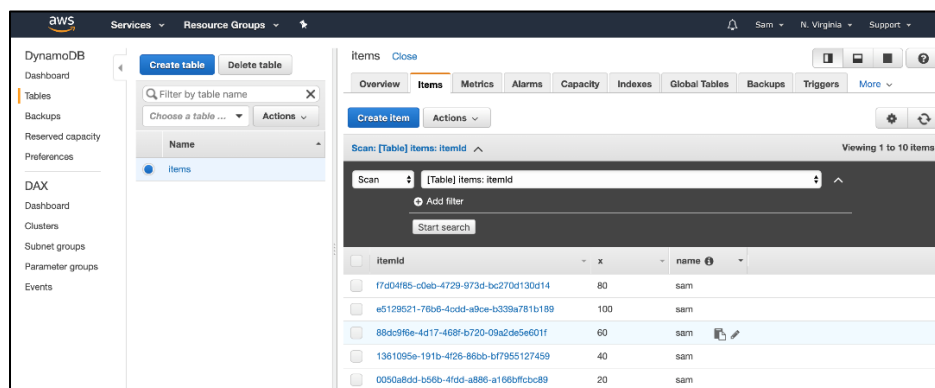 aws Services Resource Groups Sam N. Virginia Support
DynamoDB
Dashboard
Tables
Backups
Reserved capacity
Preferences
DAX
Dashboard
Clusters
Subnet groups
Parameter groups
Events
Create table Delete table
Filter by table name X
Choose a table ... Actions
Name
items
items Close
Overview Items Metrics Alarms Capacity Indexes Global Tables Backups Triggers More
Create item Actions
Scan: [Table] items: itemId Viewing 1 to 10 items
Scan [Table] items: itemId
Add filter
Start search
itemId x name
f7d04f85-c0eb-4729-973d-bc270d130d14 80 sam
e5129521-76b6-4cdd-a9ce-b339a781b189 100 sam
88dc9f6e-4d17-468f-b720-09a2de5e601f 60 sam
1361095e-191b-4f26-86bb-bf7955127459 40 sam
0050a8dd-b56b-4fdd-a886-a166bffcbc89 20 sam